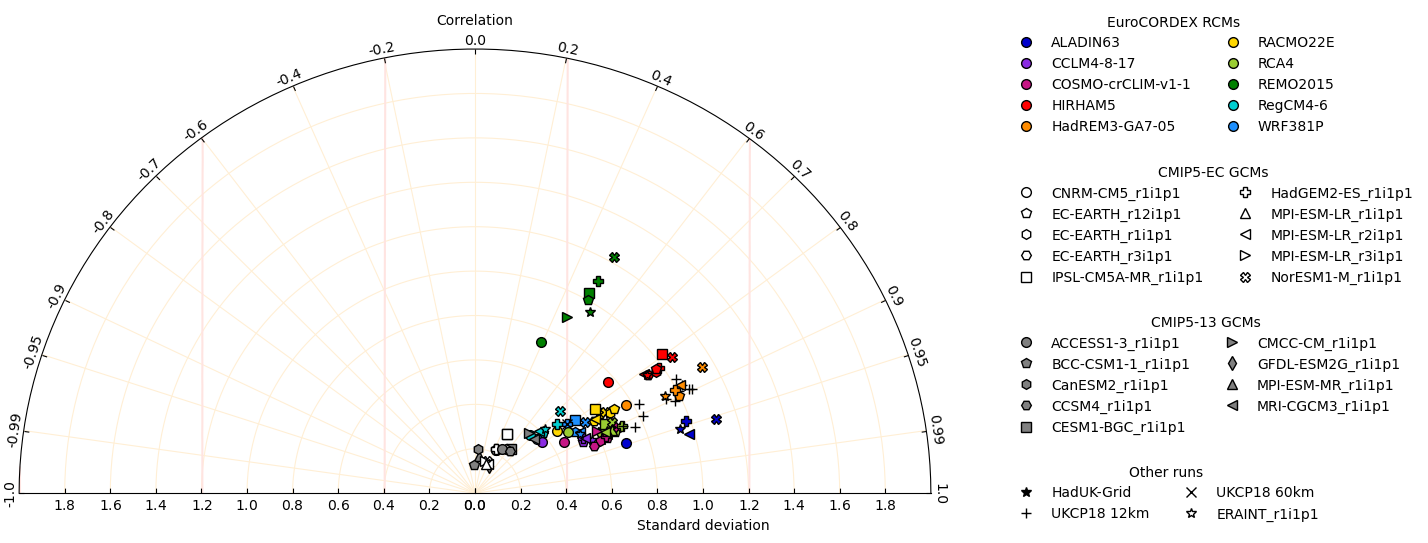 Correlation
-1.0
-0.99
-0.95
-0.9
-0.8
-0.7
-0.6
-0.4
-0.2
0.0
0.2
0.4
0.6
0.7
0.8
0.9
0.95
0.99
1.0
1.8 1.6 1.4 1.2 1.0 0.8 0.6 0.4 0.2 0.0 0.2 0.4 0.6 0.8 1.0 1.2 1.4 1.6 1.8
Standard deviation
EuroCORDEX RCMs
ALADIN63 RACMO22E
CCLM4-8-17 RCA4
COSMO-crCLIM-v1-1 REMO2015
HIRHAM5 RegCM4-6
HadREM3-GA7-05 WRF381P
CMIP5-EC GCMs
CNRM-CM5_r1i1p1 HadGEM2-ES_r1i1p1
EC-EARTH_r12i1p1 MPI-ESM-LR_r1i1p1
EC-EARTH_r1i1p1 MPI-ESM-LR_r2i1p1
EC-EARTH_r3i1p1 MPI-ESM-LR_r3i1p1
IPSL-CM5A-MR_r1i1p1 NorESM1-M_r1i1p1
CMIP5-13 GCMs
ACCESS1-3_r1i1p1 CMCC-CM_r1i1p1
BCC-CSM1-1_r1i1p1 GFDL-ESM2G_r1i1p1
CanESM2_r1i1p1 MPI-ESM-MR_r1i1p1
CCSM4_r1i1p1 MRI-CGCM3_r1i1p1
CESM1-BGC_r1i1p1
Other runs
HadUK-Grid UKCP18 60km
UKCP18 12km ERAINT_r1i1p1